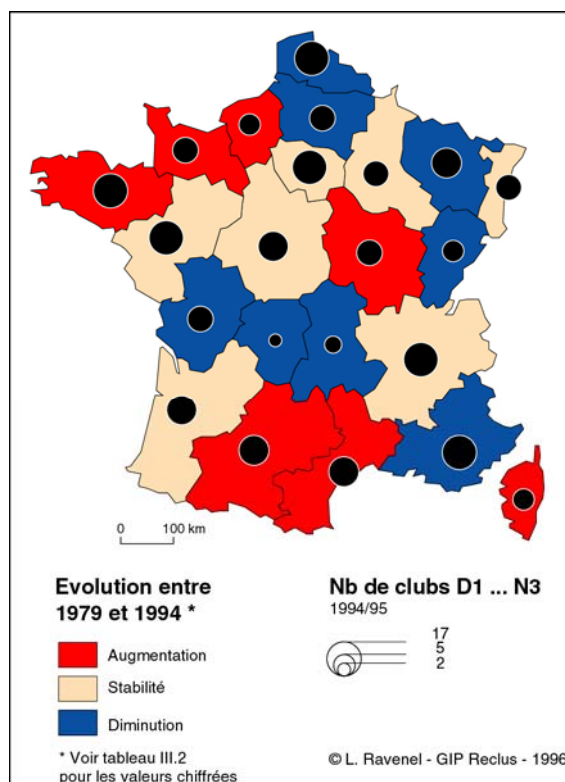 0 100 km
Evolution entre
1979 et 1994 *
Augmentation
Stabilité
Diminution
* Voir tableau III.2
pour les valeurs chiffrées
Nb de clubs D1 ... N3
1994/95
17
5
2
© L. Ravenel - GIP Reclus - 1996